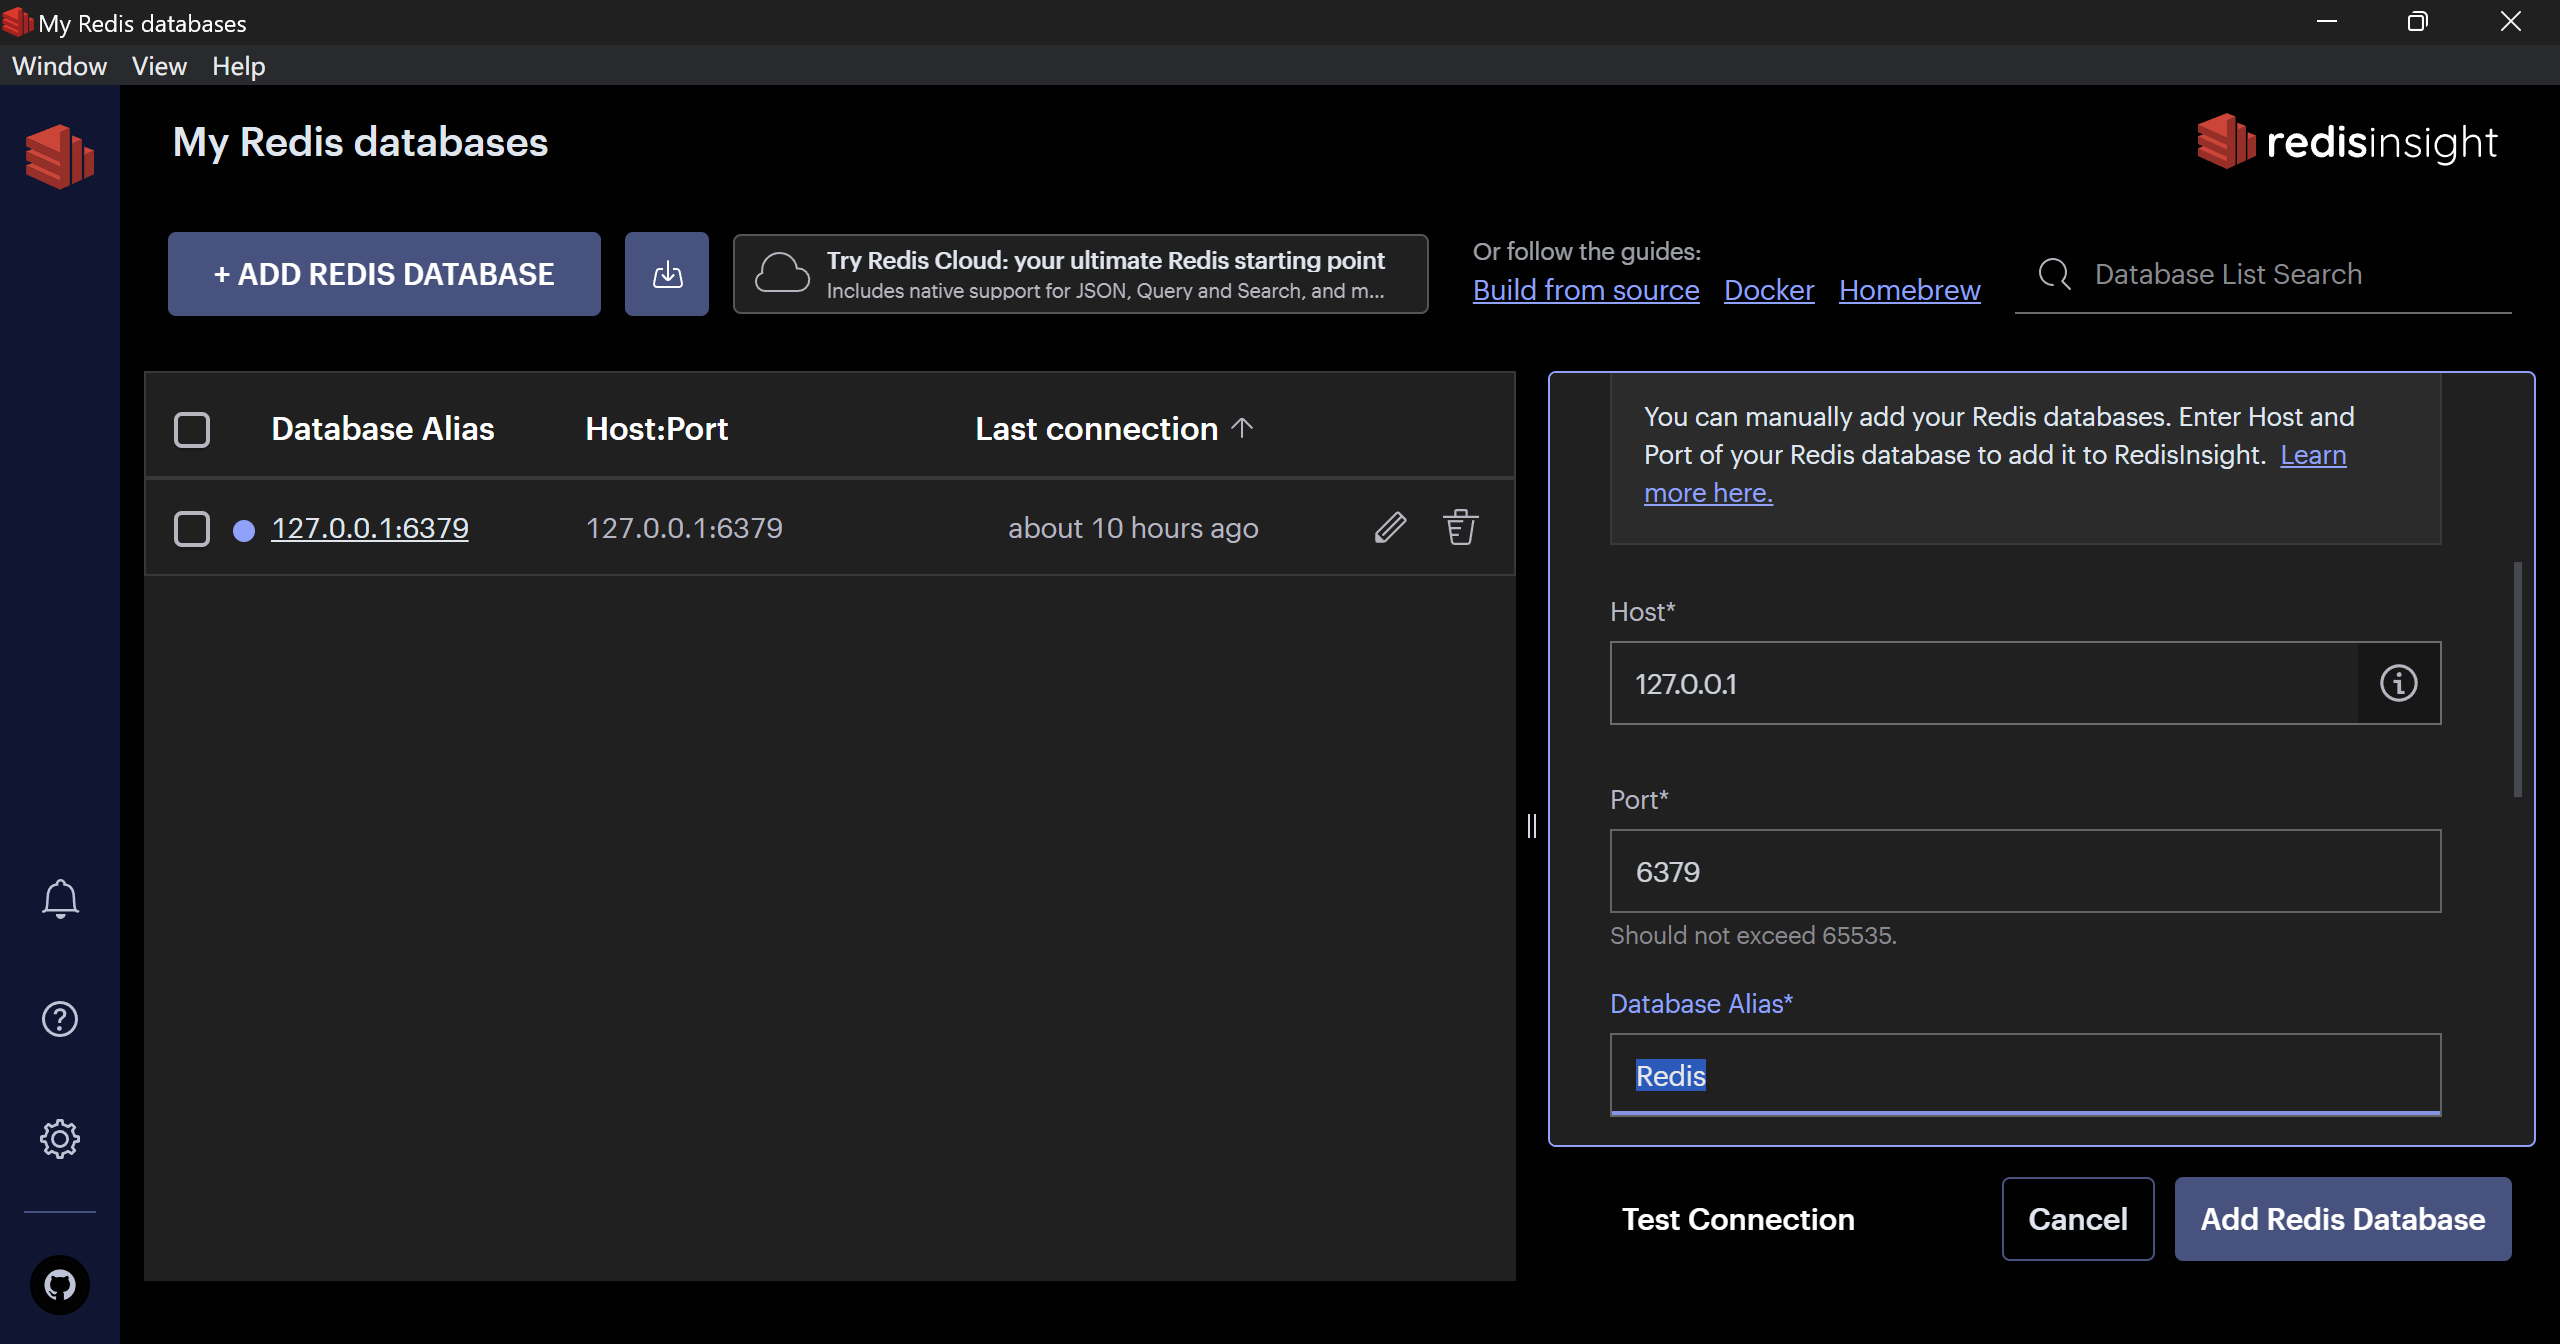 My Redis databases
Window View Help
My Redis databases
redisinsight
+ ADD REDIS DATABASE
Try Redis Cloud: your ultimate Redis starting point
Includes native support for JSON, Query and Search, and m...
Or follow the guides:
Build from source Docker Homebrew
Database List Search
Database Alias Host:Port Last connection
127.0.0.1:6379 127.0.0.1:6379 about 10 hours ago
You can manually add your Redis databases. Enter Host and
Port of your Redis database to add it to RedisInsight. Learn
more here.
Host*
127.0.0.1
Port*
6379
Should not exceed 65535.
Database Alias*
Redis
Test Connection Cancel Add Redis Database